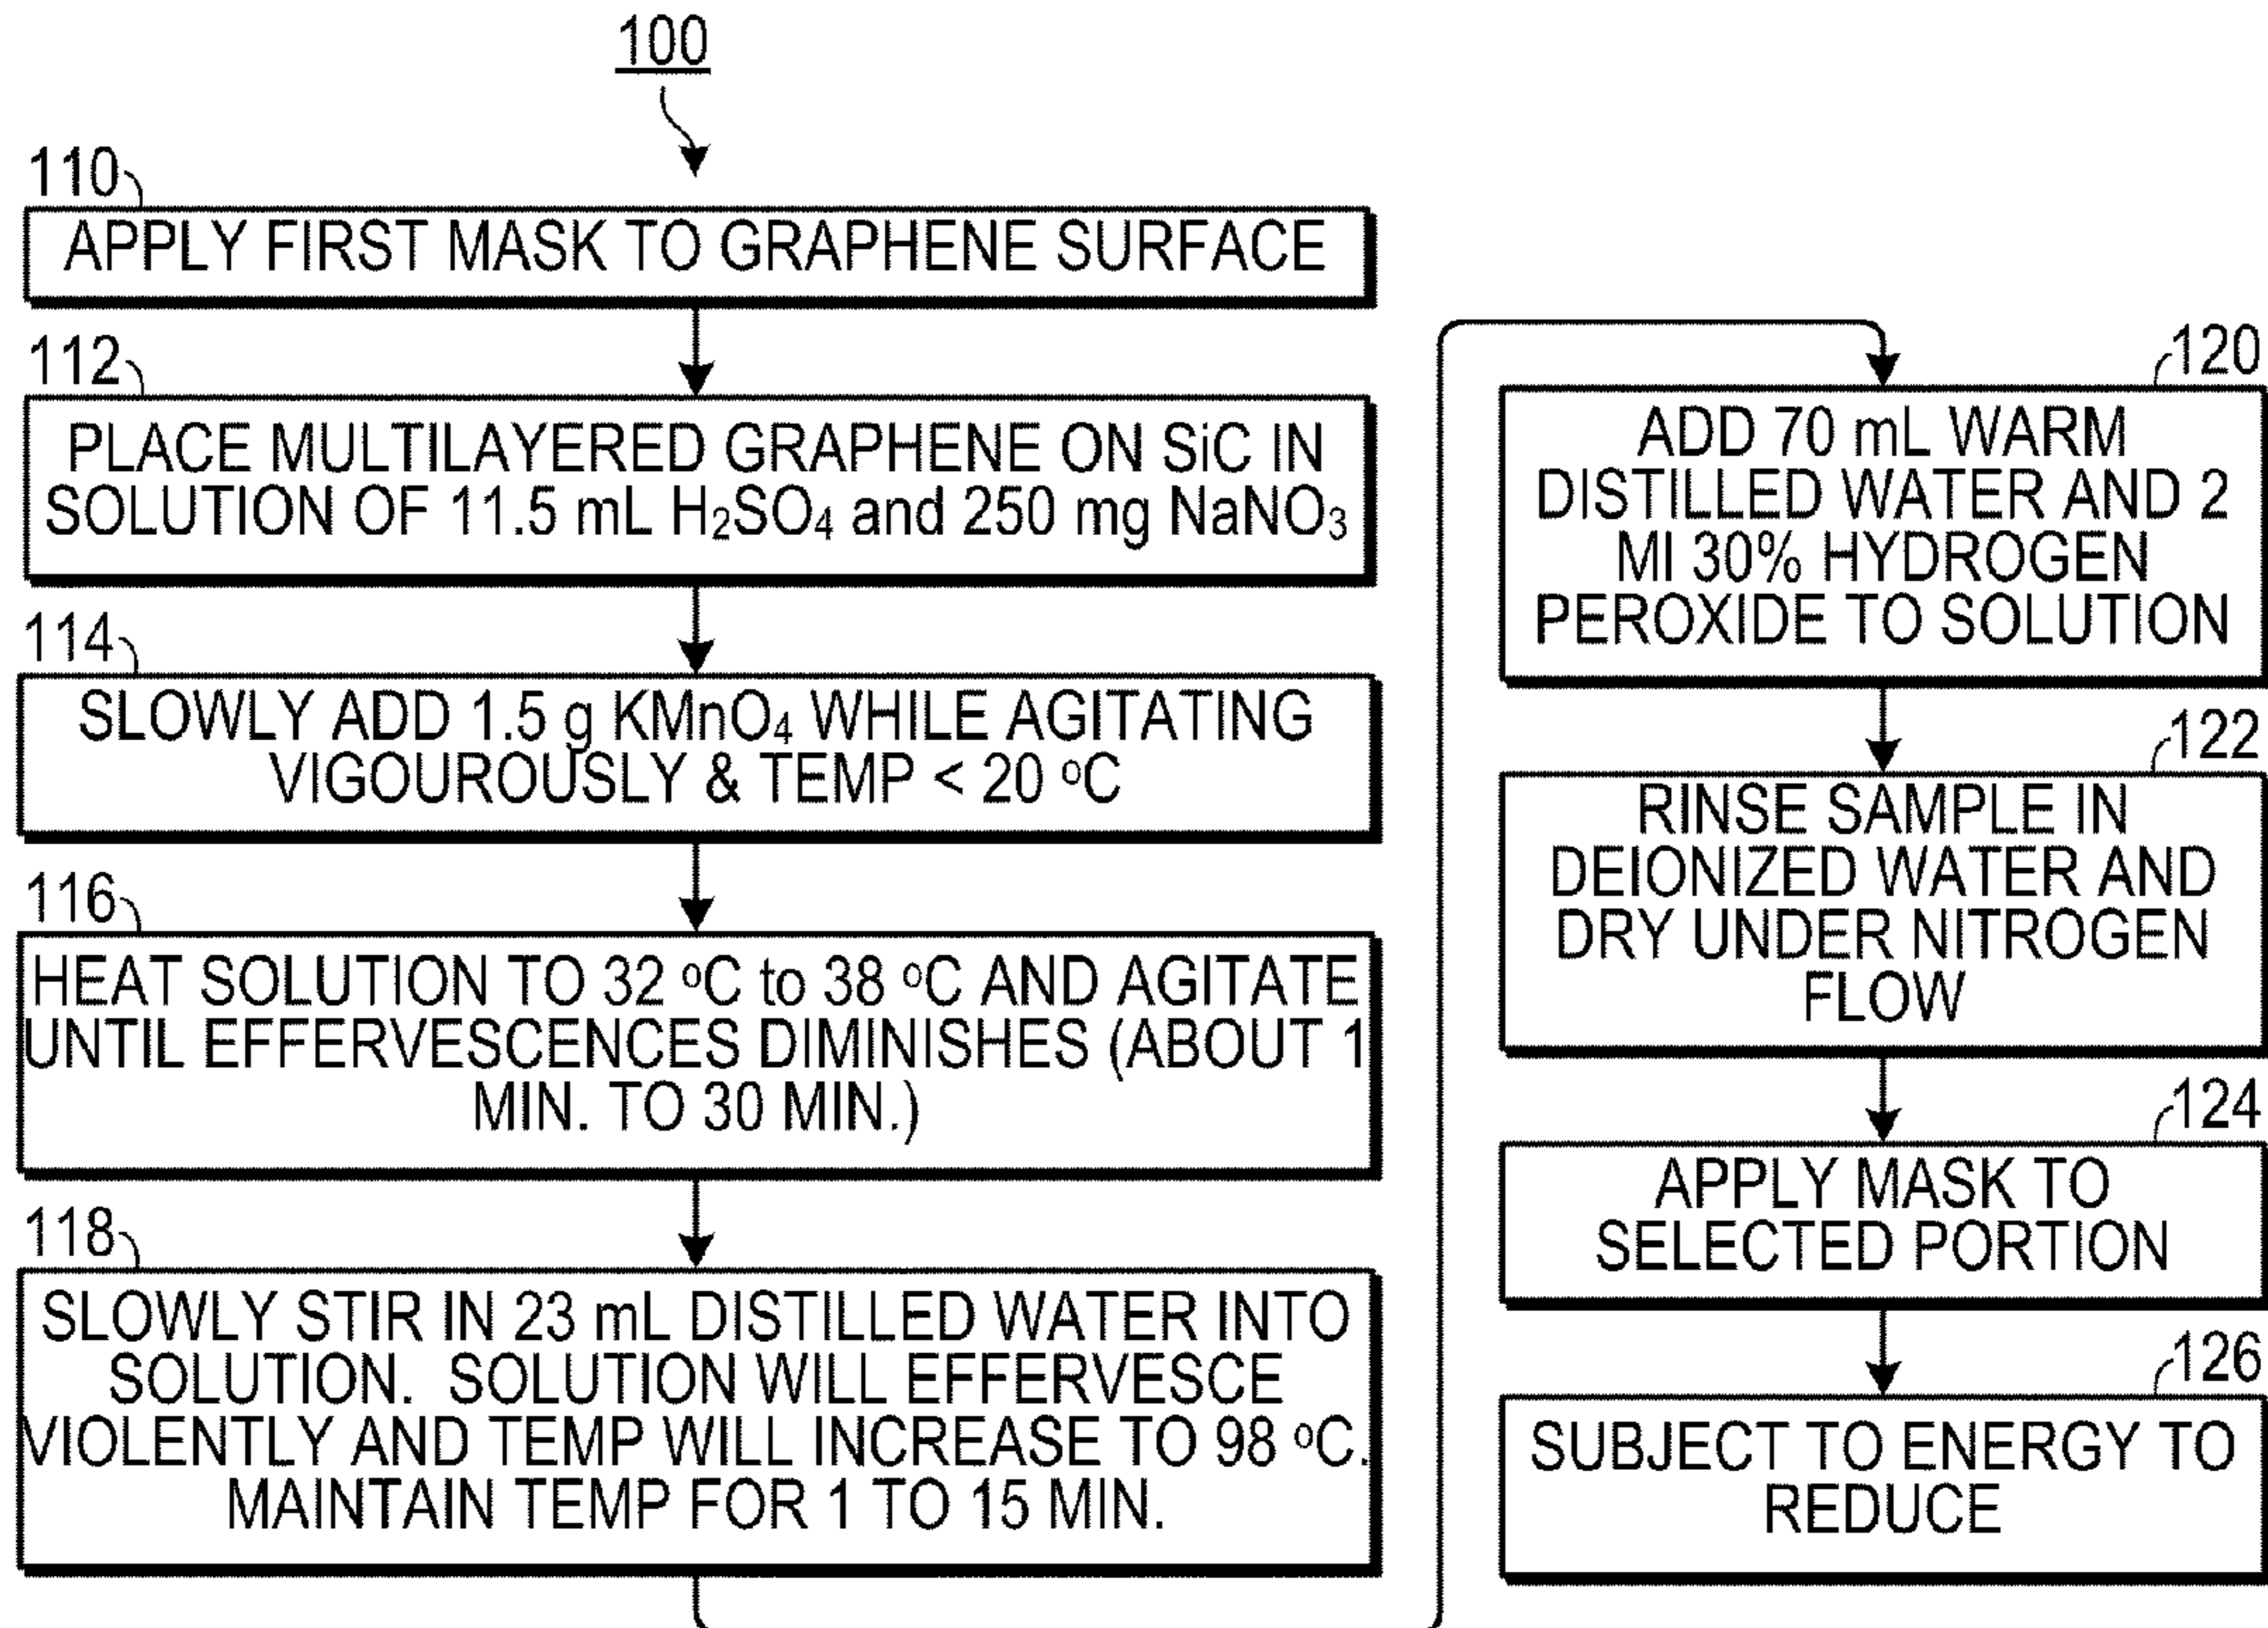 100
110
APPLY FIRST MASK TO GRAPHENE SURFACE
112
PLACE MULTILAYERED GRAPHENE ON SiC IN
SOLUTION OF 11.5 mL H₂SO₄ and 250 mg NaNO₃
114
SLOWLY ADD 1.5 g KMnO₄ WHILE AGITATING
VIGOUROUSLY & TEMP < 20 ºC
116
HEAT SOLUTION TO 32 ºC to 38 ºC AND AGITATE
UNTIL EFFERVESCENCES DIMINISHES (ABOUT 1
MIN. TO 30 MIN.)
118
SLOWLY STIR IN 23 mL DISTILLED WATER INTO
SOLUTION. SOLUTION WILL EFFERVESCE
VIOLENTLY AND TEMP WILL INCREASE TO 98 ºC.
MAINTAIN TEMP FOR 1 TO 15 MIN.
120
ADD 70 mL WARM
DISTILLED WATER AND 2
Ml 30% HYDROGEN
PEROXIDE TO SOLUTION
122
RINSE SAMPLE IN
DEIONIZED WATER AND
DRY UNDER NITROGEN
FLOW
124
APPLY MASK TO
SELECTED PORTION
126
SUBJECT TO ENERGY TO
REDUCE